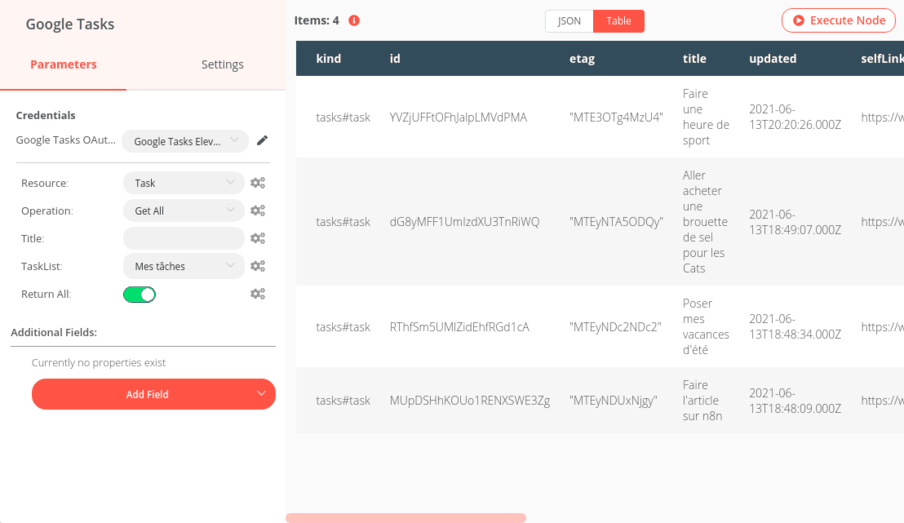 Google Tasks
Parameters
Settings
Credentials
Google Tasks OAut...
Google Tasks Elev...
Resource:
Task
Operation:
Get All
Title:
TaskList:
Mes tâches
Return All:
Additional Fields:
Currently no properties exist
Add Field
Items: 4
JSON
Table
Execute Node
kind id etag title updated selfLink
tasks#task YVZjUFFtOFhJalpLMVdPMA "MTE3OTg4MzU4"
Faire
une
heure de
sport
2021-06-
13T20:20:26.000Z
https://w
tasks#task dG8yMFF1UmIzdXU3TnRiWQ "MTEyNTA5ODQy"
Aller
acheter
une
brouette
de sel
pour les
Cats
2021-06-
13T18:49:07.000Z
https://w
tasks#task RThfSm5UMlZidEhfRGd1cA "MTEyNDc2NDc2"
Poser
mes
vacances
d'été
2021-06-
13T18:48:34.000Z
https://w
tasks#task MUpDSHhKOUo1RENXSWE3Zg "MTEyNDUxNjgy"
Faire
l'article
sur n8n
2021-06-
13T18:48:09.000Z
https://w